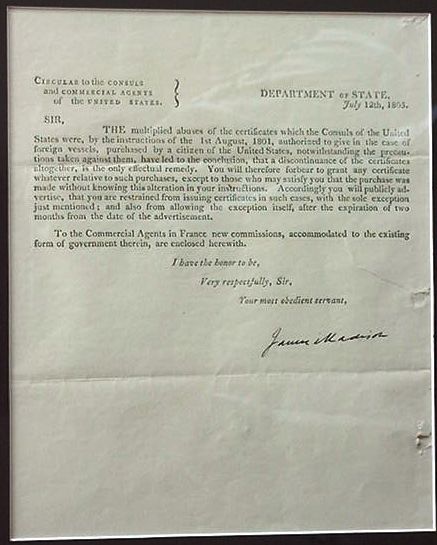 CIRCULAR to the CONSULS
and COMMERCIAL AGENTS
of the UNITED STATES.
DEPARTMENT OF STATE,
July 12th, 1805.
SIR,
THE multiplied abuses of the certificates which the Consuls of the United
States were, by the instructions of the 1st August, 1801, authorized to give in the case of
foreign vessels, purchased by a citizen of the United States, notwithstanding the precau-
tions taken against them, have led to the conclusion, that a discontinuance of the certificates
altogether, is the only effectual remedy. You will therefore forbear to grant any certificate
whatever relative to such purchases, except to those who may satisfy you that the purchase was
made without knowing this alteration in your instructions. Accordingly you will publicly ad-
vertise, that you are restrained from issuing certificates in such cases, with the sole exception
just mentioned; and also from allowing the exception itself, after the expiration of two
months from the date of the advertisement.
To the Commercial Agents in France new commissions, accommodated to the existing
form of government therein, are enclosed herewith.
I have the honor to be,
Very respectfully, Sir,
Your most obedient servant,
James Madison